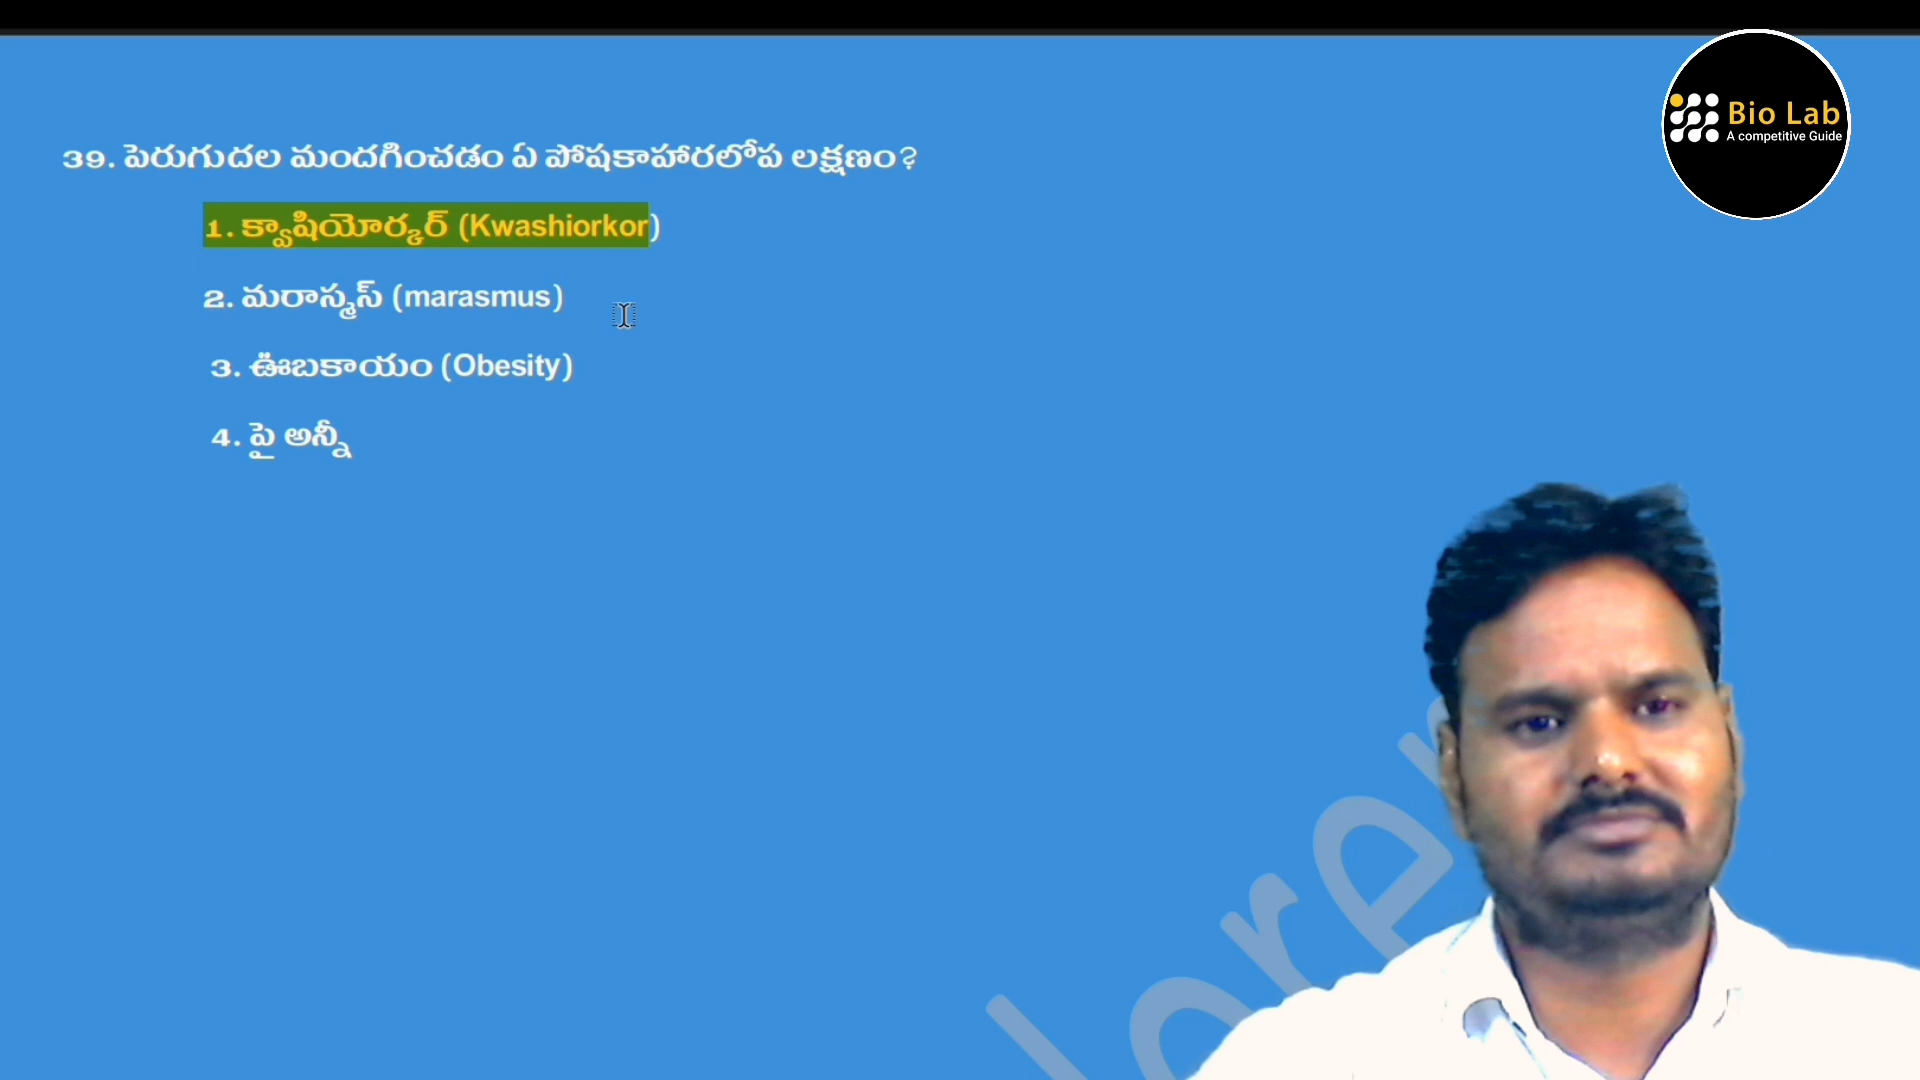 Bio Lab
A competitive Guide
39. పెరుగుదల మందగించడం ఏ పోషకాహారలోప లక్షణం?
1. క్వాషియోర్కర్ (Kwashiorkor)
2. మరాస్మస్ (marasmus)
3. ఊబకాయం (Obesity)
4. పై అన్నీ